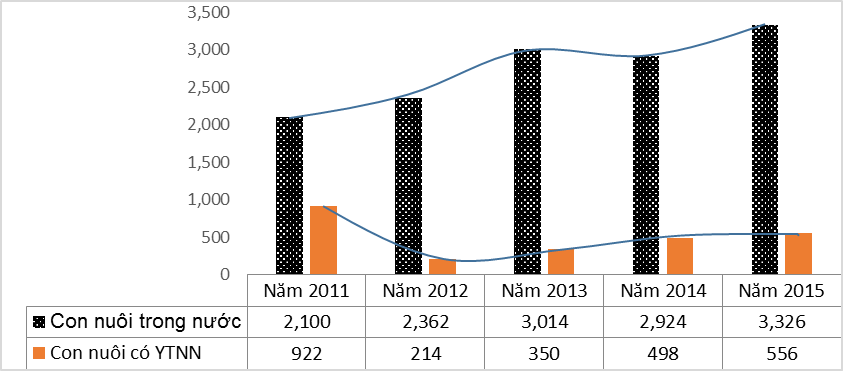 3,500
3,000
2,500
2,000
1,500
1,000
500
0
Năm 2011 Năm 2012 Năm 2013 Năm 2014 Năm 2015
Con nuôi trong nước 2,100 2,362 3,014 2,924 3,326
Con nuôi có YTNN 922 214 350 498 556